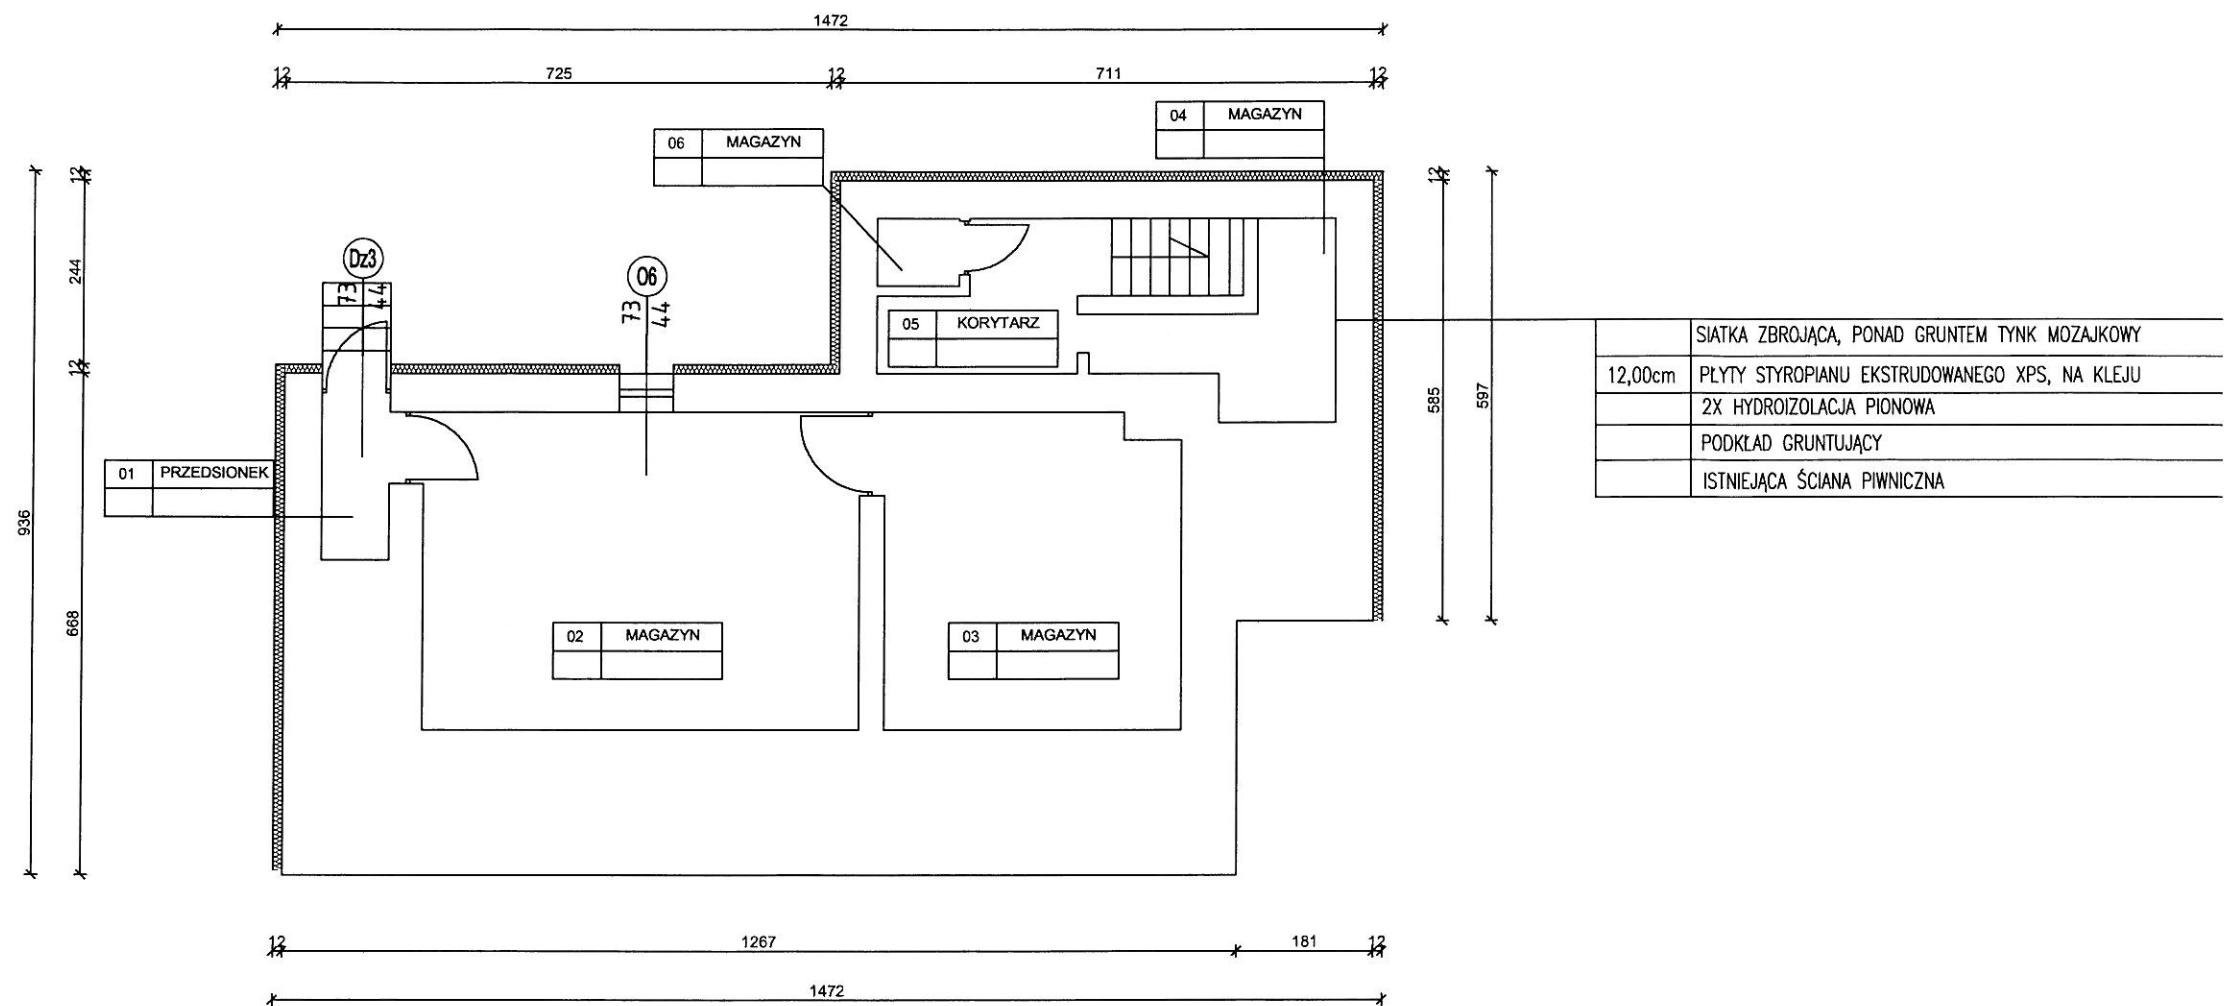 1472
12 725 12 711 12
04 MAGAZYN
06 MAGAZYN
12
244
12
668
936
12
585
597
Dz3
73
44
O6
73
44
05 KORYTARZ
SIATKA ZBROJĄCA, PONAD GRUNTEM TYNK MOZAJKOWY
12,00cm PŁYTY STYROPIANU EKSTRUDOWANEGO XPS, NA KLEJU
2X HYDROIZOLACJA PIONOWA
PODKŁAD GRUNTUJĄCY
ISTNIEJĄCA ŚCIANA PIWNICZNA
01 PRZEDSIONEK
02 MAGAZYN
03 MAGAZYN
12 1267 181 12
1472